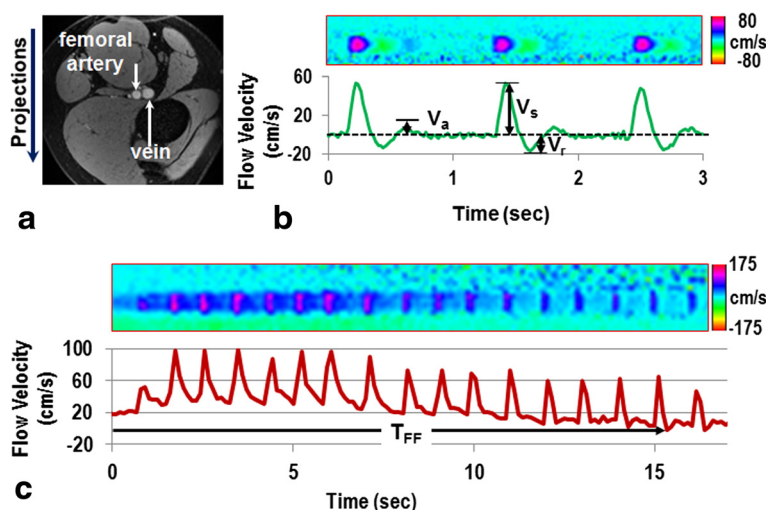 a
Projections
femoral
artery
vein
b
80
cm/s
-80
Flow Velocity
(cm/s)
60
20
-20
Va
Vs
Vr
0
1
2
3
Time (sec)
c
175
cm/s
-175
Flow Velocity
(cm/s)
100
60
20
-20
TFF
0
5
10
15
Time (sec)